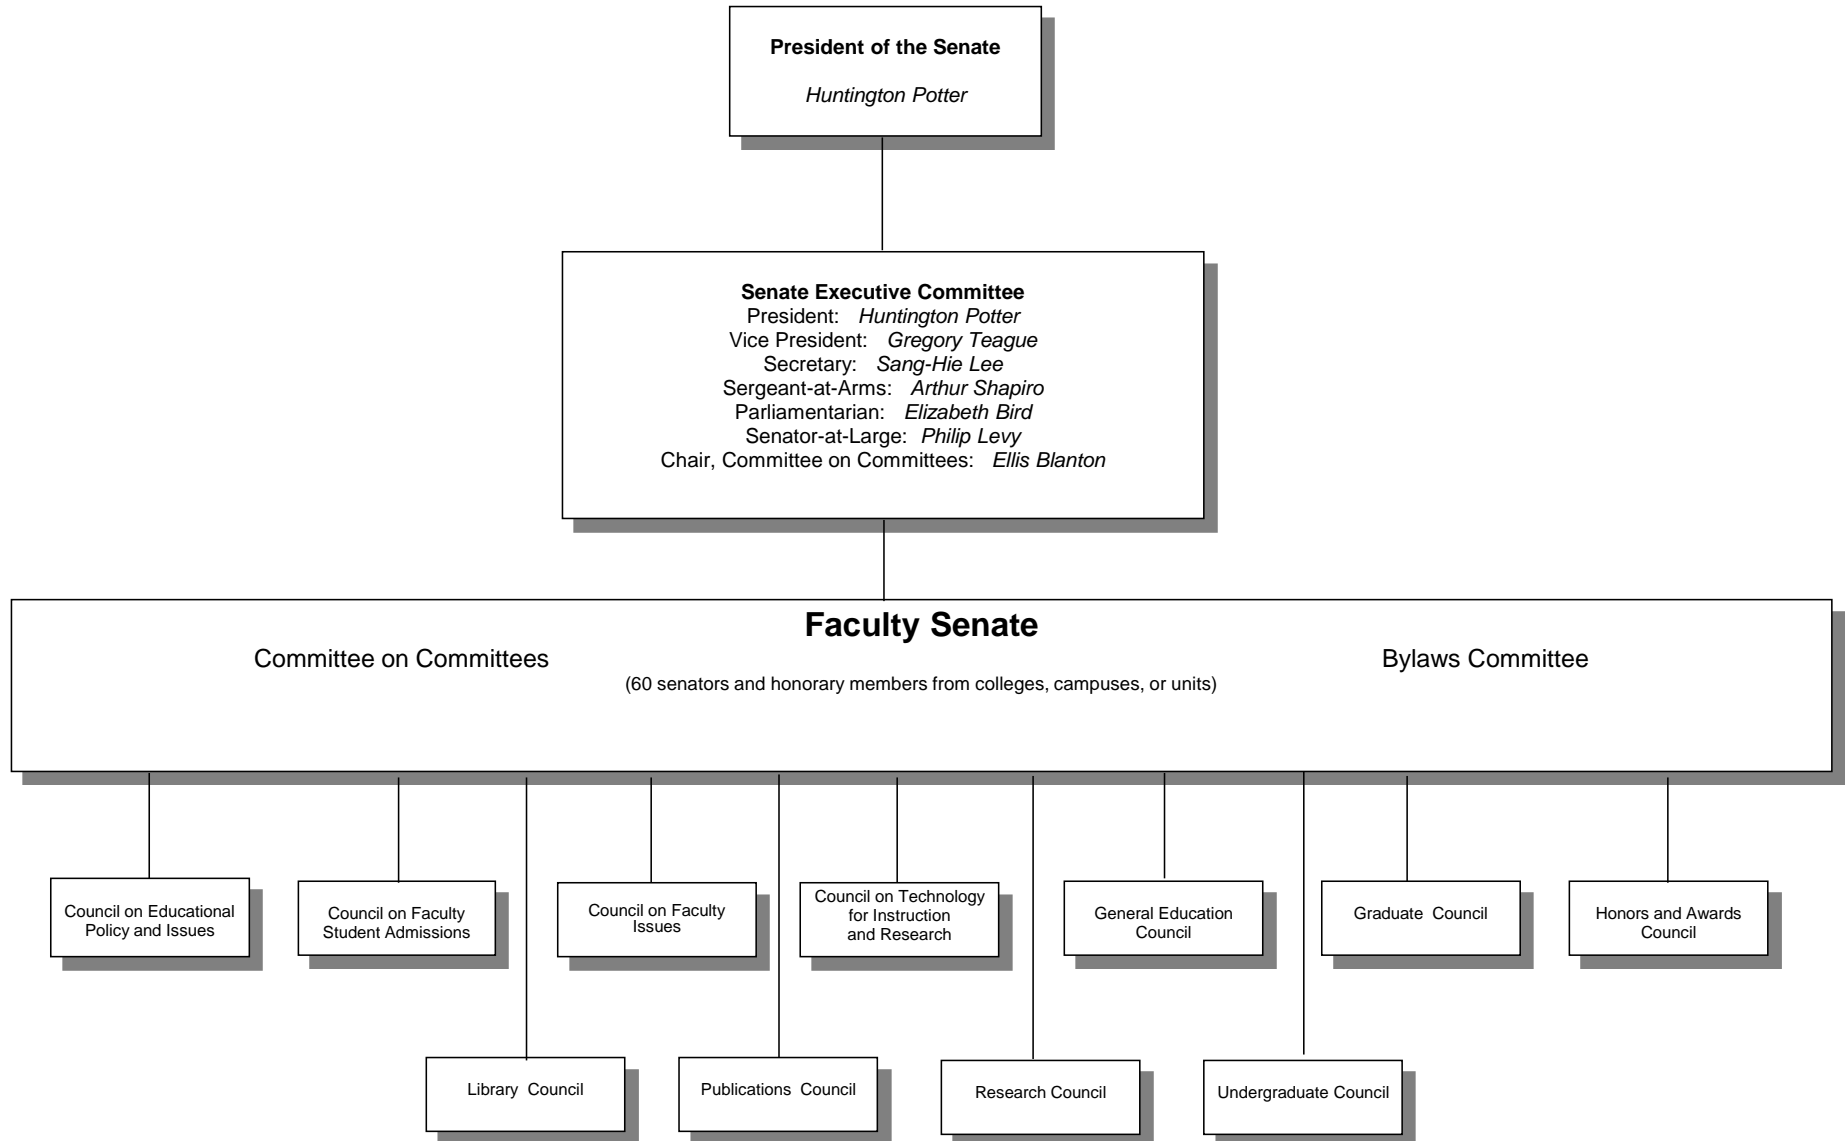 President of the Senate
Huntington Potter
Senate Executive Committee
President: Huntington Potter
Vice President: Gregory Teague
Secretary: Sang-Hie Lee
Sergeant-at-Arms: Arthur Shapiro
Parliamentarian: Elizabeth Bird
Senator-at-Large: Philip Levy
Chair, Committee on Committees: Ellis Blanton
Faculty Senate
Committee on Committees
Bylaws Committee
(60 senators and honorary members from colleges, campuses, or units)
Council on Educational
Policy and Issues
Council on Faculty
Student Admissions
Council on Faculty
Issues
Council on Technology
for Instruction
and Research
General Education
Council
Graduate Council
Honors and Awards
Council
Library Council
Publications Council
Research Council
Undergraduate Council